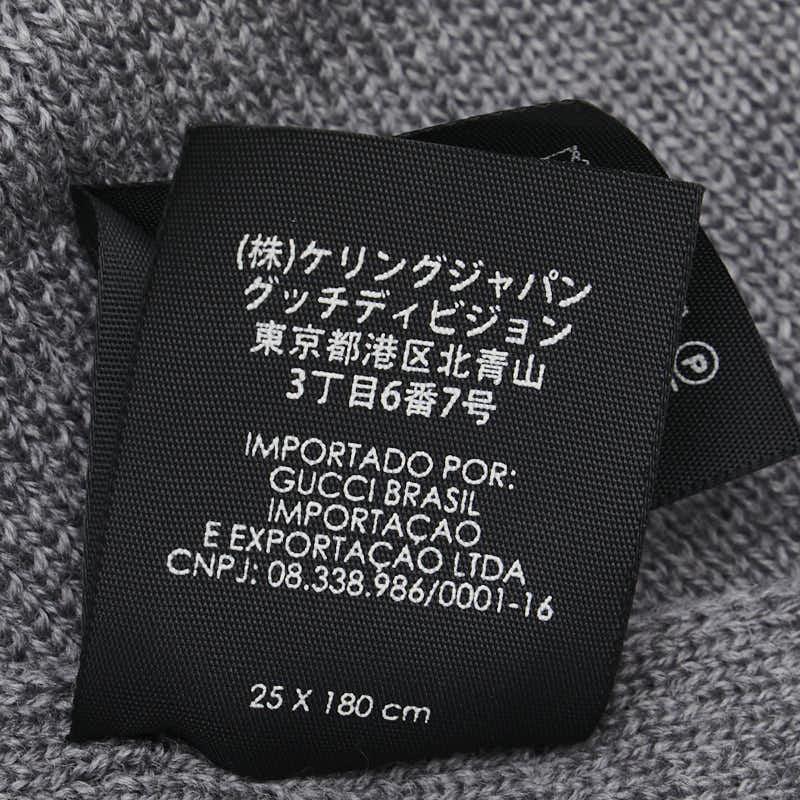 (株)ケリングジャパン
グッチディビジョン
東京都港区北青山
3丁目6番7号
IMPORTADO POR:
GUCCI BRASIL
IMPORTAÇAO
E EXPORTAÇAO LTDA
CNPJ: 08.338.986/0001-16
25 X 180 cm
P